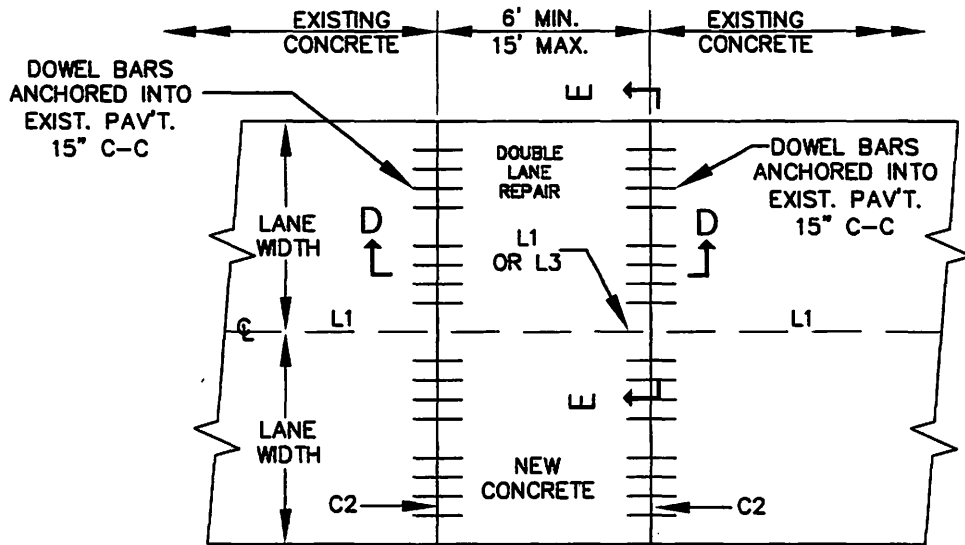 EXISTING
CONCRETE
6' MIN.
15' MAX.
EXISTING
CONCRETE
DOWEL BARS
ANCHORED INTO
EXIST. PAV'T.
15" C-C
E
DOUBLE
LANE
REPAIR
DOWEL BARS
ANCHORED INTO
EXIST. PAV'T.
15" C-C
LANE
WIDTH
D
L1
OR L3
D
℄
L1
L1
E
LANE
WIDTH
NEW
CONCRETE
C2
C2